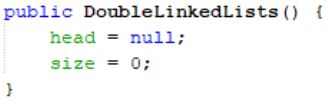 public DoubleLinkedLists() {
head = null;
size = 0;
}